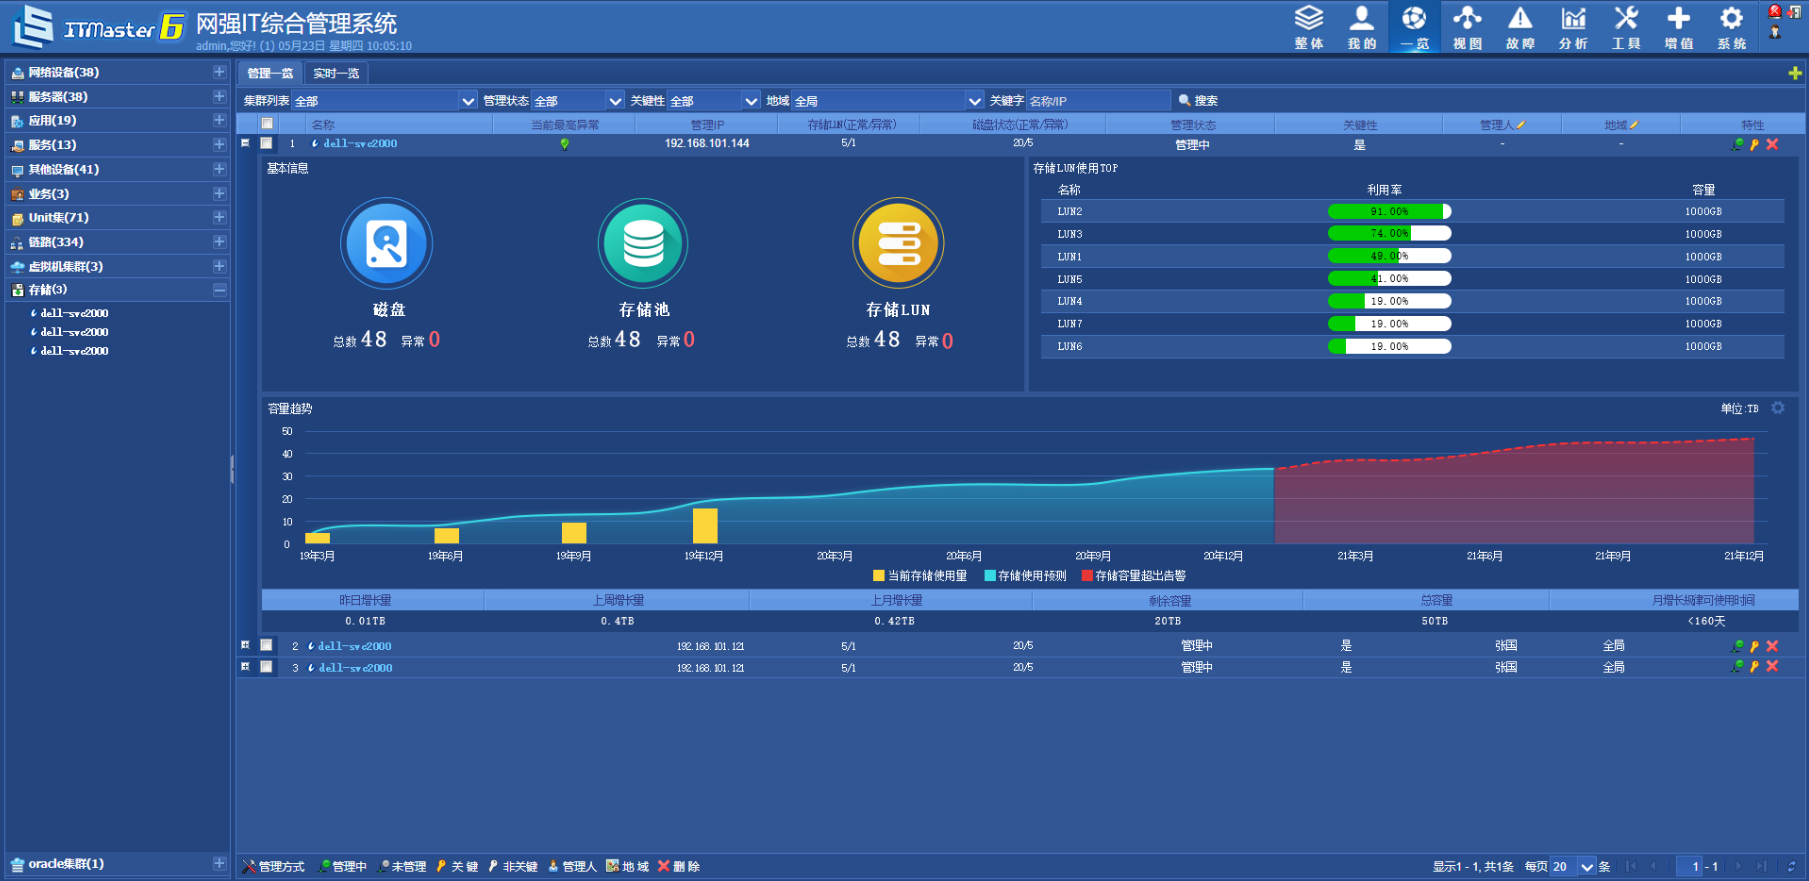 ITMaster 6 网强IT综合管理系统
admin,您好! (1) 05月23日 星期四 10:05:10
整体 我的 一览 视图 故障 分析 工具 增值 系统
网络设备(38)
服务器(38)
应用(19)
服务(13)
其他设备(41)
业务(3)
Unit集(71)
链路(334)
虚拟机集群(3)
存储(3)
dell-svc2000
dell-svc2000
dell-svc2000
oracle集群(1)
管理一览 实时一览
集群列表 全部 管理状态 全部 关键性 全部 地域 全局 关键字 名称/IP 搜索
名称 当前最高异常 管理IP 存储LUN(正常/异常) 磁盘状态(正常/异常) 管理状态 关键性 管理人 地域 特性
1 dell-svc2000 192.168.101.144 5/1 20/5 管理中 是 - -
基本信息
磁盘 存储池 存储LUN
总数 48 异常 0 总数 48 异常 0 总数 48 异常 0
存储LUN使用TOP
名称 利用率 容量
LUN2 91.00% 1000GB
LUN3 74.00% 1000GB
LUN1 49.00% 1000GB
LUN5 41.00% 1000GB
LUN4 19.00% 1000GB
LUN7 19.00% 1000GB
LUN6 19.00% 1000GB
容量趋势 单位:TB
50
40
30
20
10
0
19年3月 19年6月 19年9月 19年12月 20年3月 20年6月 20年9月 20年12月 21年3月 21年6月 21年9月 21年12月
当前存储使用量 存储使用预测 存储容量超出告警
昨日增长量 上周增长量 上月增长量 剩余容量 总容量 月增长规律可使用时间
0.01TB 0.4TB 0.42TB 20TB 50TB <160天
2 dell-svc2000 192.168.101.121 5/1 20/5 管理中 是 张国 全局
3 dell-svc2000 192.168.101.121 5/1 20/5 管理中 是 张国 全局
管理方式 管理中 未管理 关 键 非关键 管理人 地 域 删 除 显示1 - 1, 共1条 每页 20 条 1 - 1